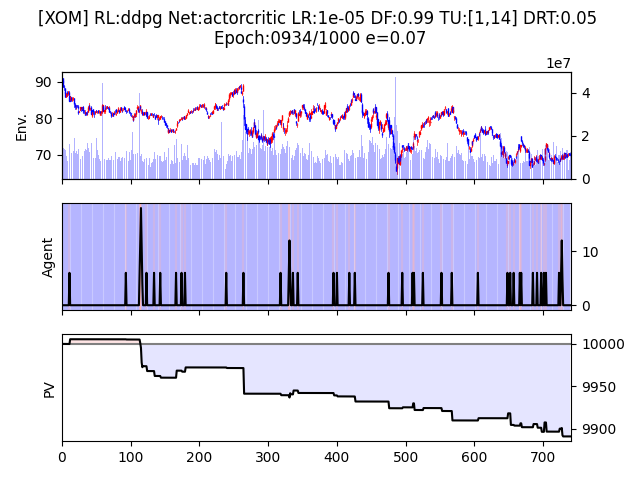 [XOM] RL:ddpg Net:actorcritic LR:1e-05 DF:0.99 TU:[1,14] DRT:0.05
Epoch:0934/1000 e=0.07
1e7
90
80
70
Env.
4
2
0
Agent
10
0
PV
10000
9950
9900
0 100 200 300 400 500 600 700